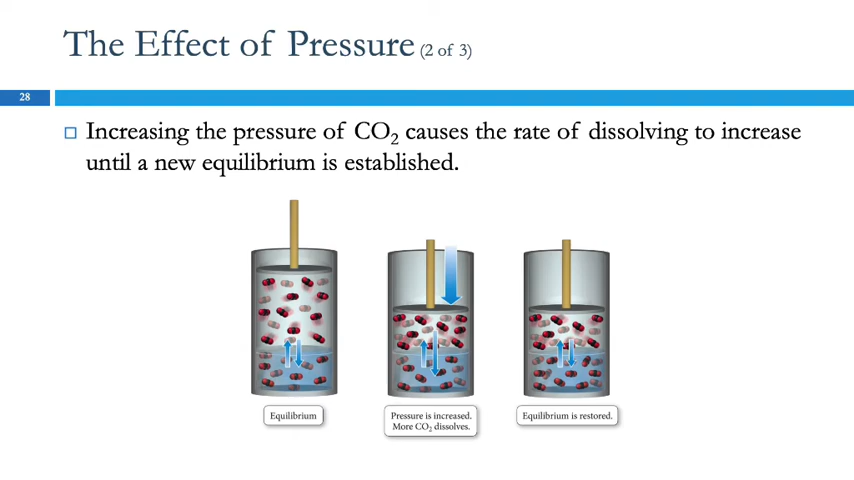 The Effect of Pressure (2 of 3)
28
Increasing the pressure of CO₂ causes the rate of dissolving to increase
until a new equilibrium is established.
Equilibrium
Pressure is increased.
More CO₂ dissolves.
Equilibrium is restored.